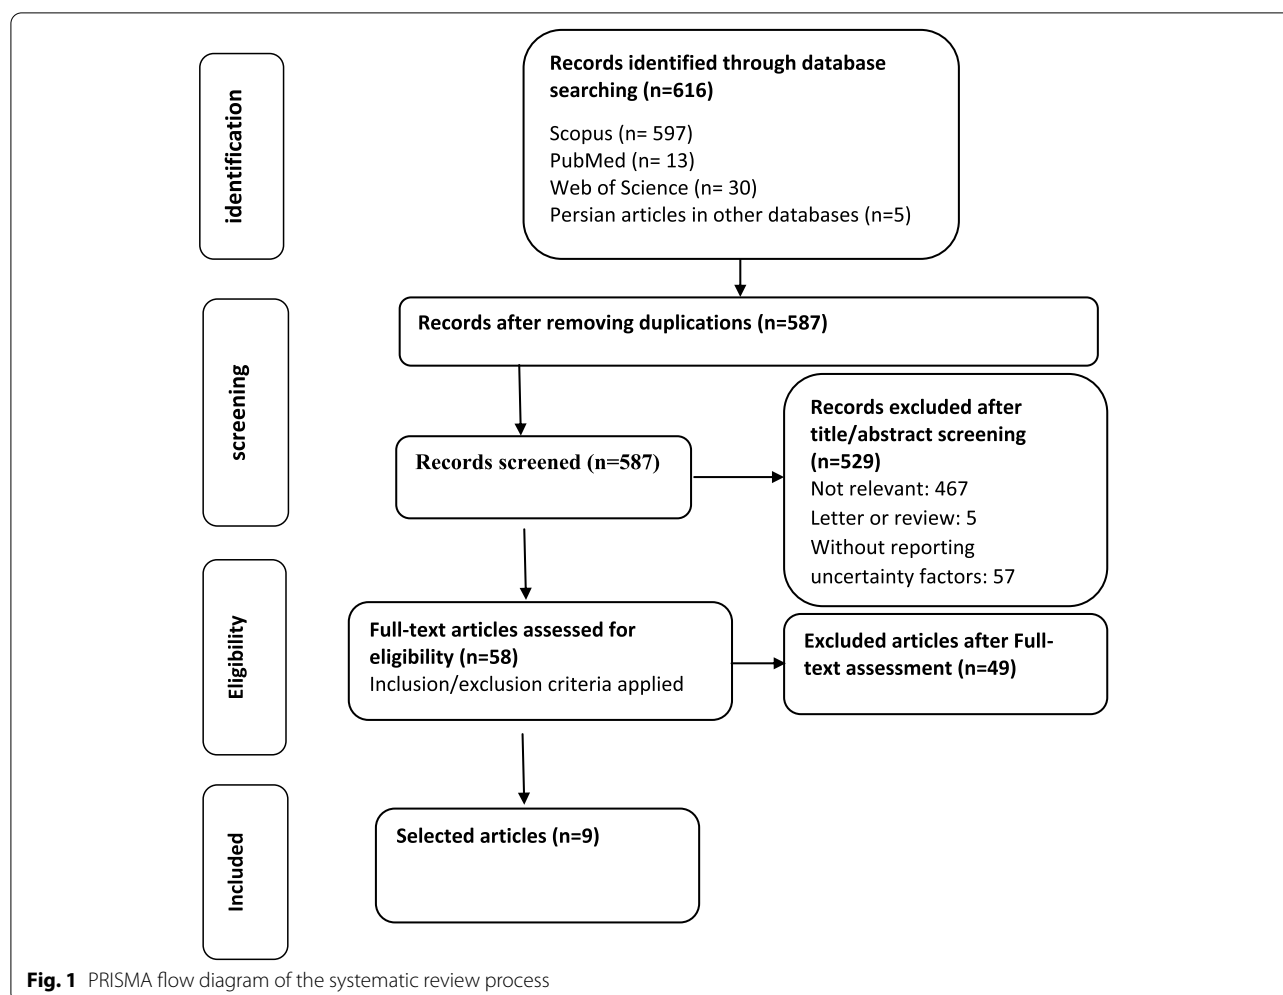 identification
Records identified through database
searching (n=616)
Scopus (n= 597)
PubMed (n= 13)
Web of Science (n= 30)
Persian articles in other databases (n=5)
screening
Records after removing duplications (n=587)
Records screened (n=587)
Records excluded after
title/abstract screening
(n=529)
Not relevant: 467
Letter or review: 5
Without reporting
uncertainty factors: 57
Eligibility
Full-text articles assessed for
eligibility (n=58)
Inclusion/exclusion criteria applied
Excluded articles after Full-
text assessment (n=49)
Included
Selected articles (n=9)
Fig. 1 PRISMA flow diagram of the systematic review process